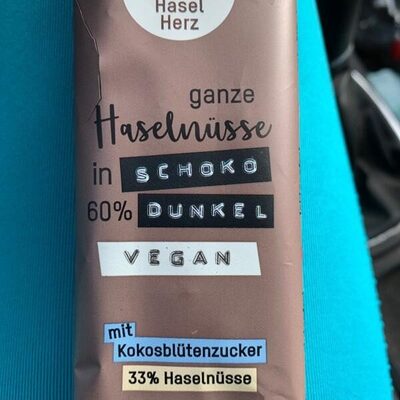 Hasel
Herz
ganze
Haselnüsse
in SCHOKO
60% DUNKEL
VEGAN
mit
Kokosblütenzucker
33% Haselnüsse